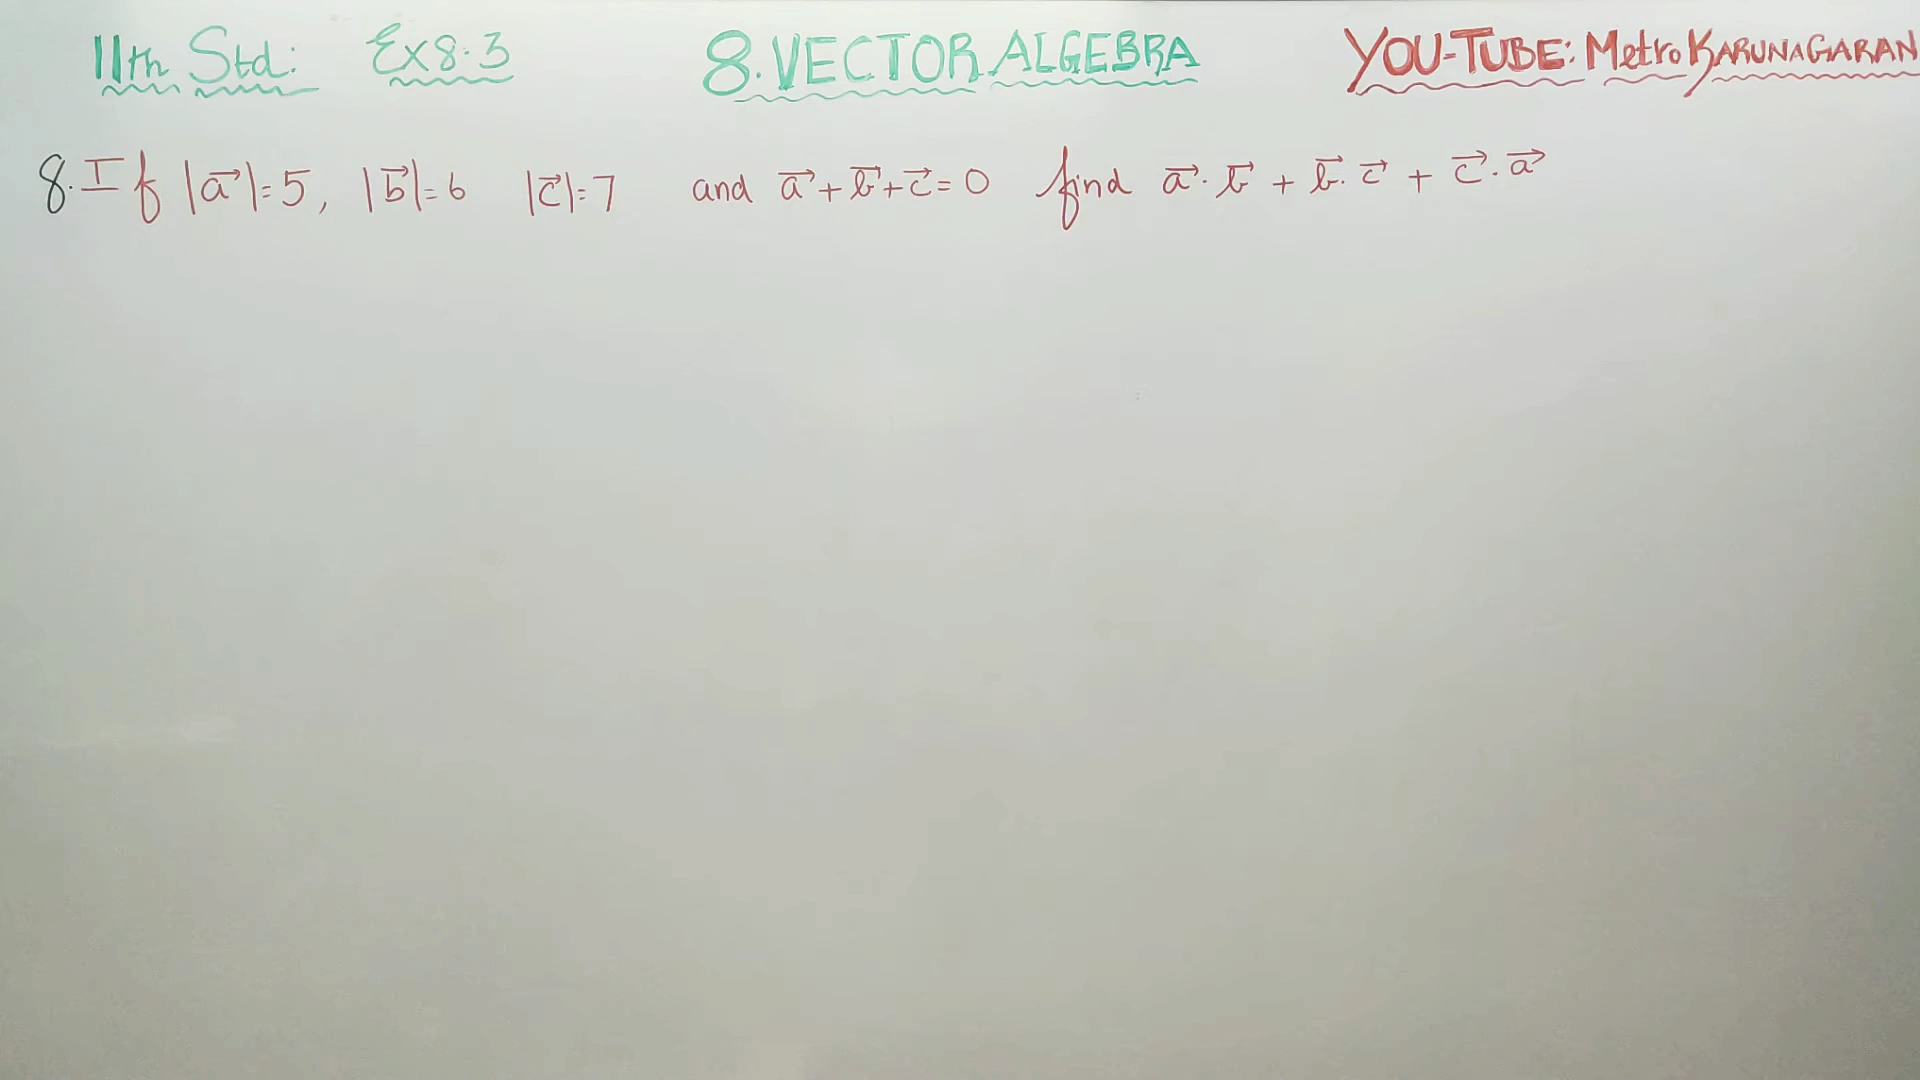 11th Std: Ex 8.3 8. VECTOR ALGEBRA YOU-TUBE: Metro KARUNAGARAN
8. If |a⃗|=5, |b⃗|=6 |c⃗|=7 and a⃗+b⃗+c⃗=0 find a⃗·b⃗ + b⃗·c⃗ + c⃗·a⃗